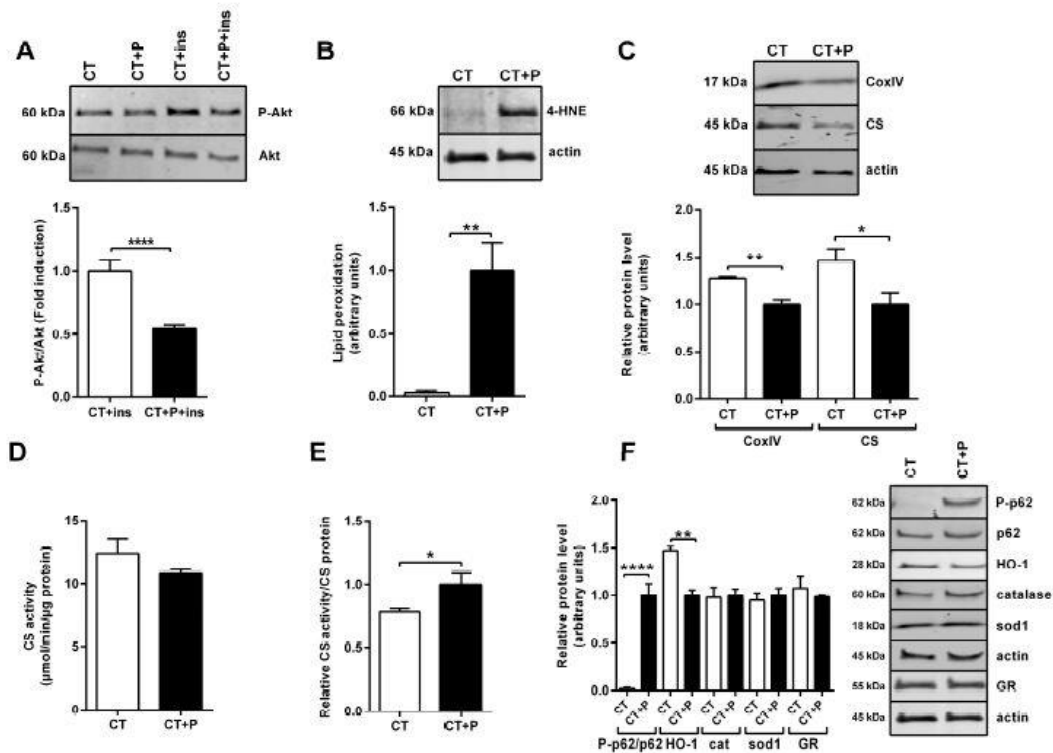 A
CT
CT+P
CT+ins
CT+P+ins
60 kDa
P-Akt
60 kDa
Akt
P-Akt/Akt (Fold induction)
1.5
1.0
0.5
0.0
****
CT+ins
CT+P+ins
B
CT
CT+P
66 kDa
4-HNE
45 kDa
actin
Lipid peroxidation
(arbitrary units)
1.5
1.0
0.5
0.0
**
CT
CT+P
C
CT
CT+P
17 kDa
CoxIV
45 kDa
CS
45 kDa
actin
Relative protein level
(arbitrary units)
2.0
1.5
1.0
0.5
0.0
**
*
CT
CT+P
CT
CT+P
CoxIV
CS
D
CS activity
(µmol/min/µg protein)
15
10
5
0
CT
CT+P
E
Relative CS activity/CS protein
1.5
1.0
0.5
0.0
*
CT
CT+P
F
Relative protein level
(arbitrary units)
2.0
1.5
1.0
0.5
0.0
****
**
CT
CT+P
CT
CT+P
CT
CT+P
CT
CT+P
CT
CT+P
P-p62/p62
HO-1
cat
sod1
GR
CT
CT+P
62 kDa
P-p62
62 kDa
p62
28 kDa
HO-1
60 kDa
catalase
18 kDa
sod1
45 kDa
actin
55 kDa
GR
45 kDa
actin